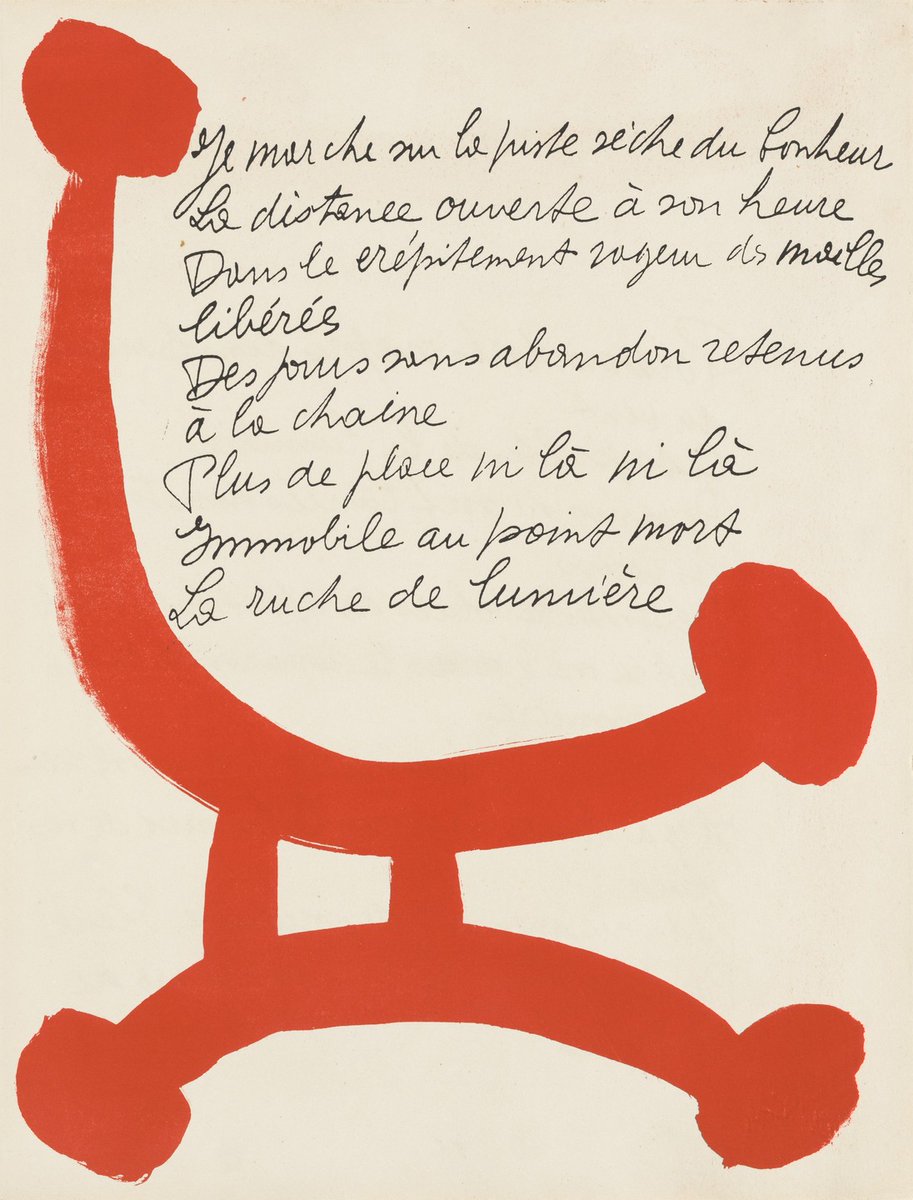 Je marche sur la piste sèche du bonheur
La distance ouverte à son heure
Dans le crépitement rageur des mailles
libérés
Des jours sans abandon retenus
à la chaine
Plus de place ni là ni là
Immobile au point mort
La ruche de lumière